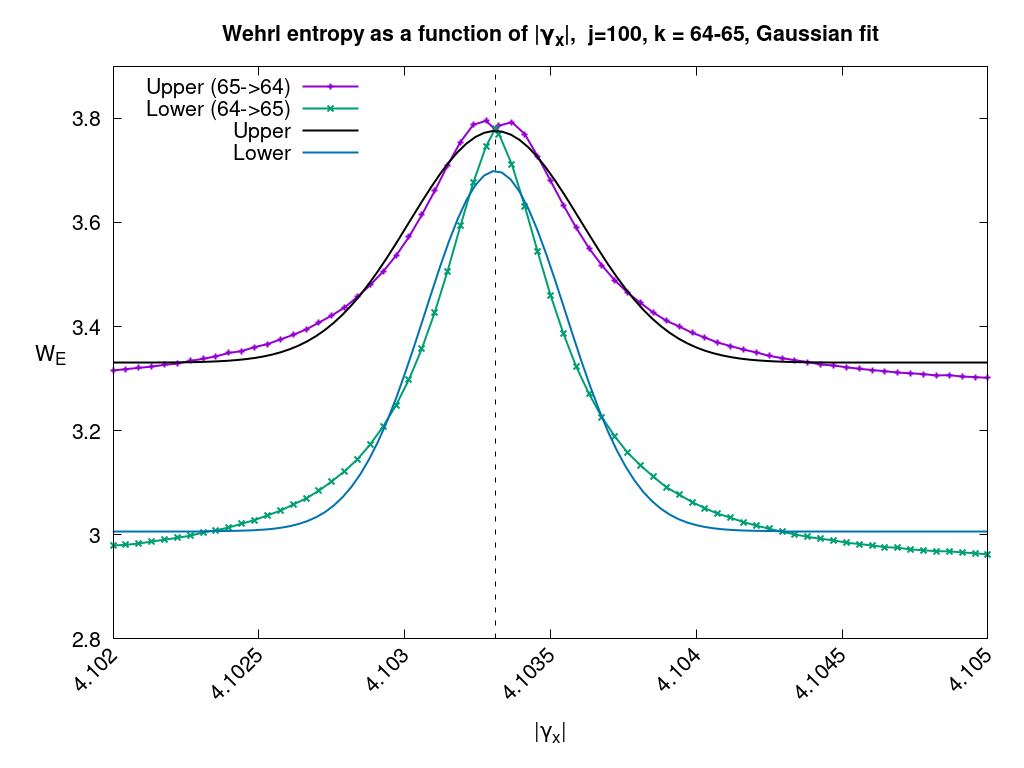 Wehrl entropy as a function of |γx|, j=100, k = 64-65, Gaussian fit
Upper (65->64)
Lower (64->65)
Upper
Lower
3.8
3.6
3.4
WE
3.2
3
2.8
4.102 4.1025 4.103 4.1035 4.104 4.1045 4.105
|γx|